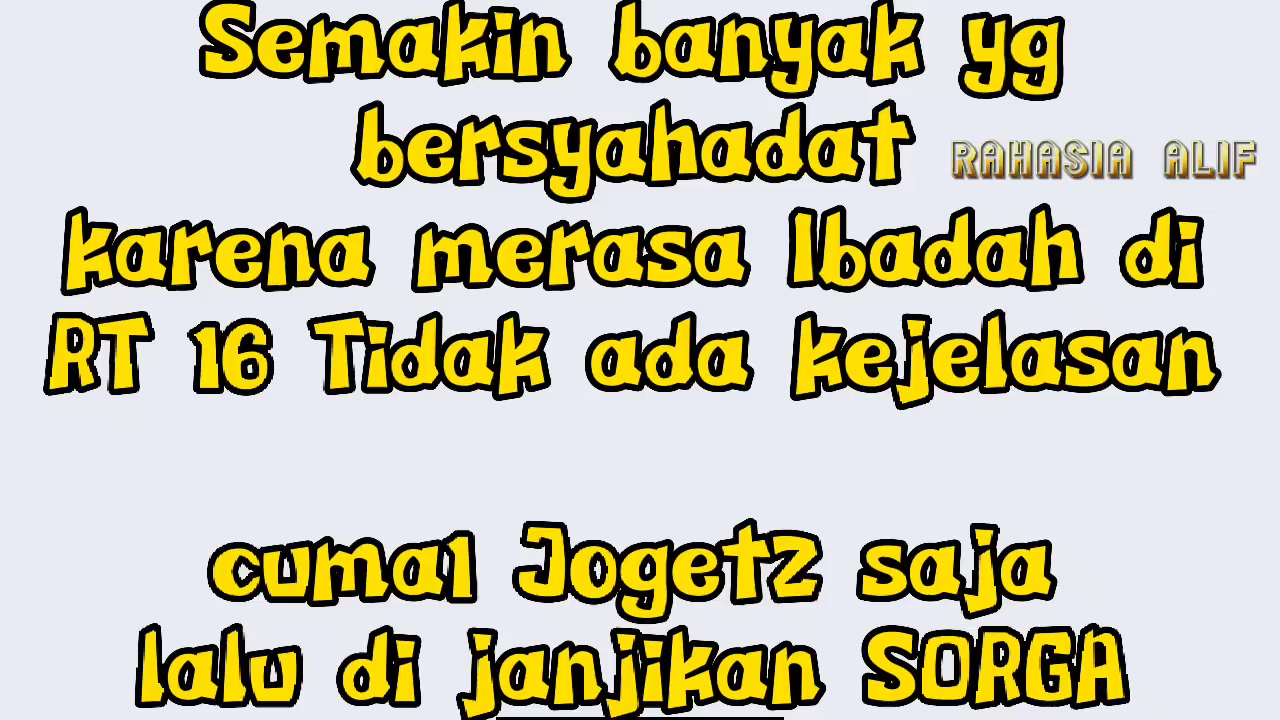 Semakin banyak yg
bersyahadat
RAHASIA ALIF
karena merasa Ibadah di
RT 16 Tidak ada kejelasan
cuma1 Joget2 saja
lalu di janjikan SORGA